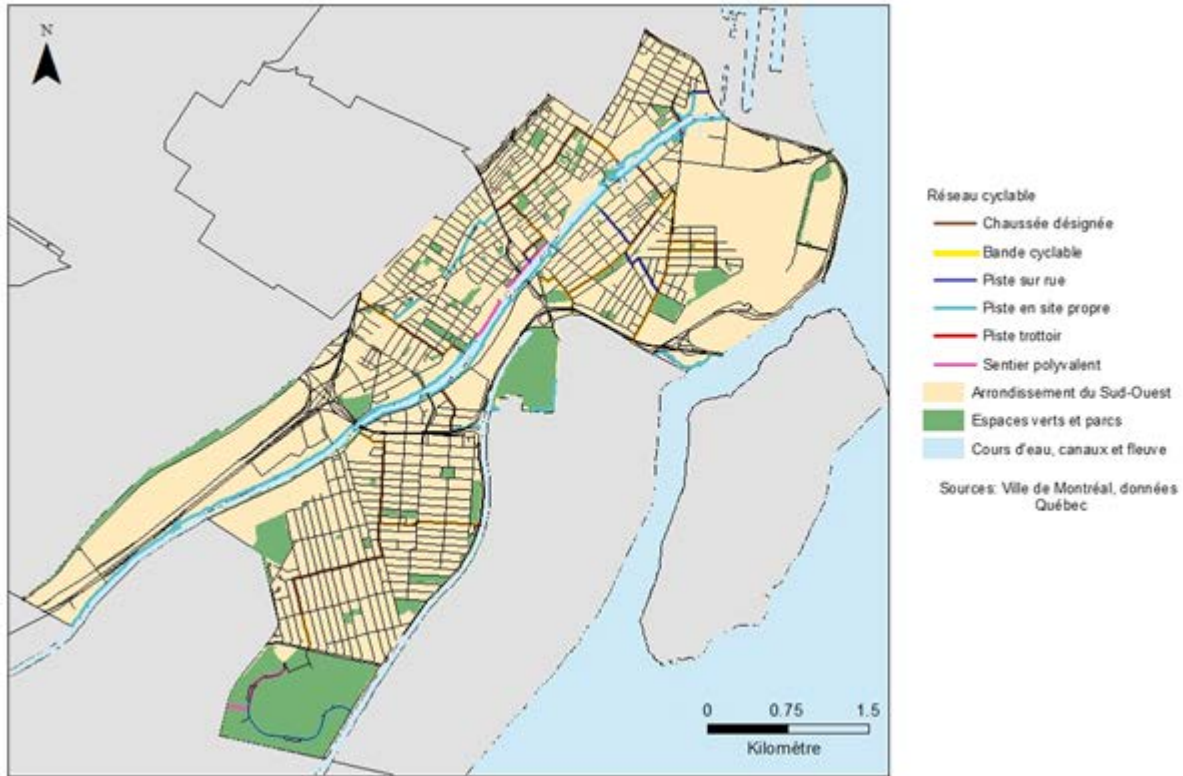 N
Réseau cyclable
Chaussée désignée
Bande cyclable
Piste sur rue
Piste en site propre
Piste trottoir
Sentier polyvalent
Arrondissement du Sud-Ouest
Espaces verts et parcs
Cours d'eau, canaux et fleuve
Sources: Ville de Montréal, données
Québec
0 0.75 1.5
Kilomètre